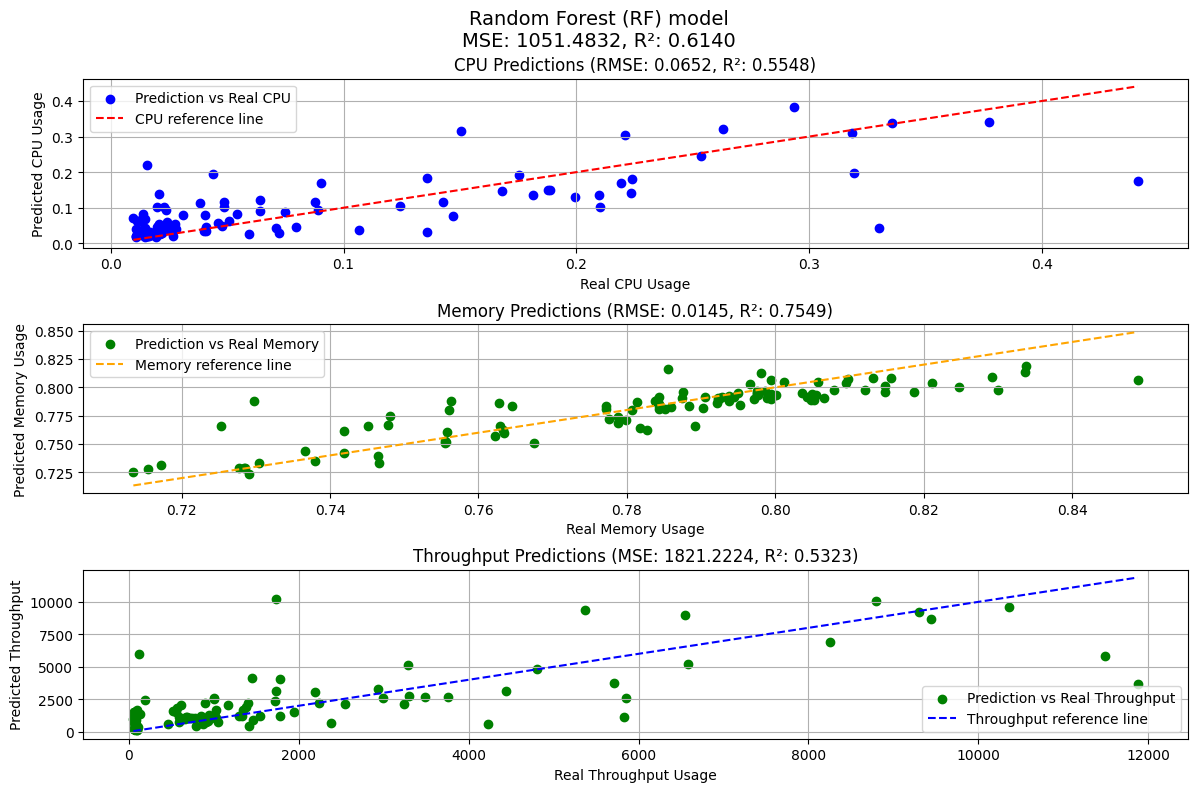 Random Forest (RF) model
MSE: 1051.4832, R²: 0.6140
CPU Predictions (RMSE: 0.0652, R²: 0.5548)
Predicted CPU Usage
0.4
0.3
0.2
0.1
0.0
Prediction vs Real CPU
CPU reference line
0.0 0.1 0.2 0.3 0.4
Real CPU Usage
Memory Predictions (RMSE: 0.0145, R²: 0.7549)
Predicted Memory Usage
0.850
0.825
0.800
0.775
0.750
0.725
Prediction vs Real Memory
Memory reference line
0.72 0.74 0.76 0.78 0.80 0.82 0.84
Real Memory Usage
Throughput Predictions (MSE: 1821.2224, R²: 0.5323)
Predicted Throughput
10000
7500
5000
2500
0
Prediction vs Real Throughput
Throughput reference line
0 2000 4000 6000 8000 10000 12000
Real Throughput Usage